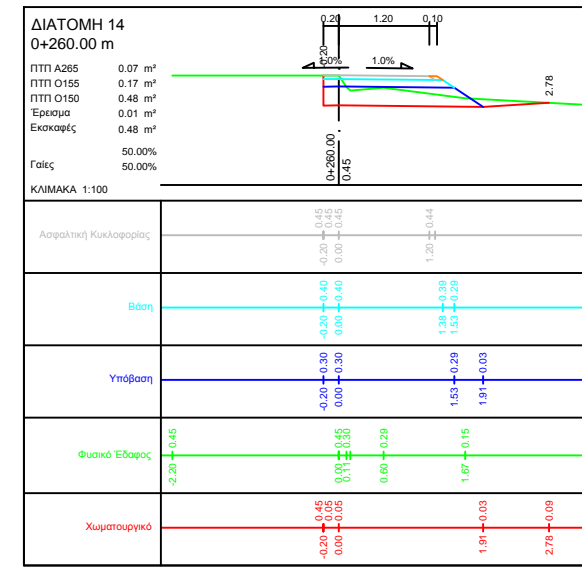 ΔΙΑΤΟΜΗ 14
0+260.00 m
ΠΤΠ Α265 0.07 m²
ΠΤΠ Ο155 0.17 m²
ΠΤΠ Ο150 0.48 m²
Έρεισμα 0.01 m²
Εκσκαφές 0.48 m²
50.00%
Γαίες 50.00%
ΚΛΙΜΑΚΑ 1:100
0.20 1.20 0.10
0.20
1.0% 1.0%
2.78
0+260.00
0.45
Ασφαλτική Κυκλοφορίας
0.45 0.45 0.45 0.44
-0.20 0.00 1.20
Βάση
0.40 0.40 0.39 0.29
-0.20 0.00 1.38 1.53
Υπόβαση
0.30 0.30 0.29 0.03
-0.20 0.00 1.53 1.91
Φυσικό Έδαφος
0.45 0.45 0.30 0.29 0.15
-2.20 0.00 0.11 0.60 1.67
Χωματουργικό
0.45 0.05 0.05 0.03 0.09
-0.20 0.00 1.91 2.78